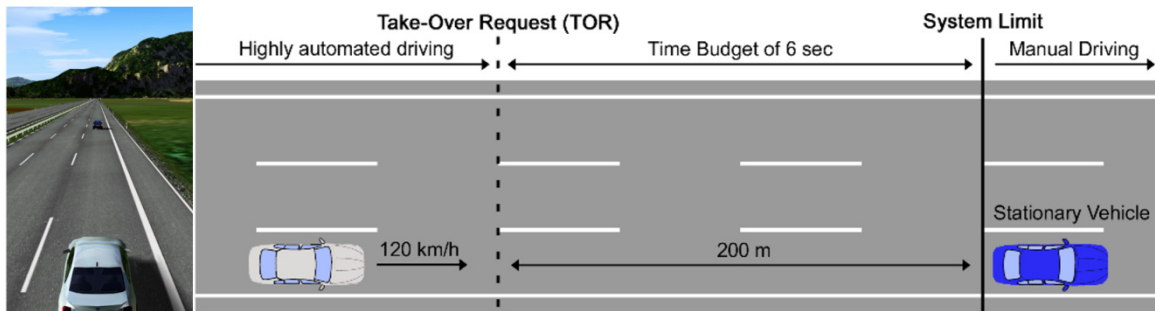 Take-Over Request (TOR)
System Limit
Highly automated driving
Time Budget of 6 sec
Manual Driving
Stationary Vehicle
120 km/h
200 m